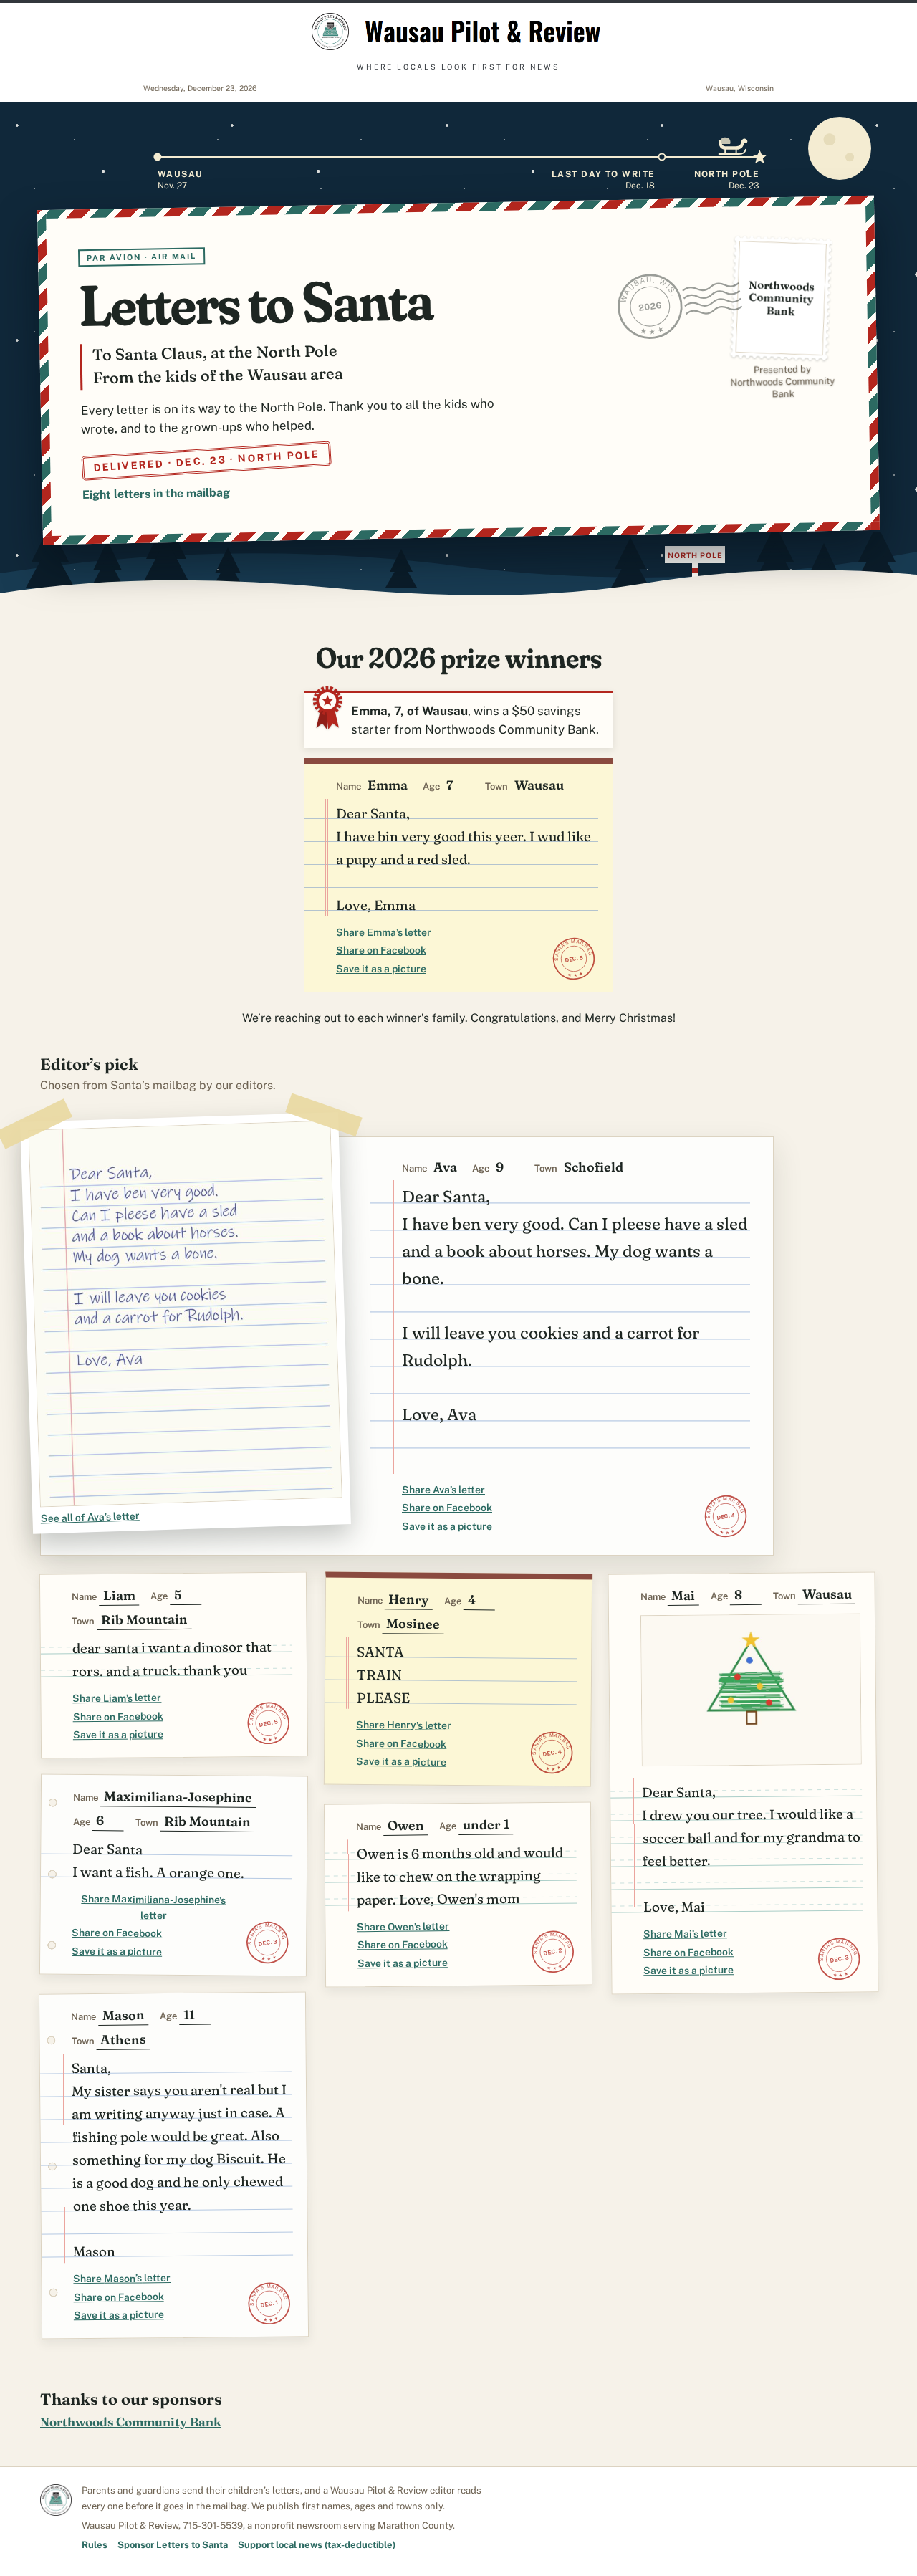 Wausau Pilot & Review
WHERE LOCALS LOOK FIRST FOR NEWS
Wednesday, December 23, 2026
Wausau, Wisconsin
WAUSAU
Nov. 27
LAST DAY TO WRITE
Dec. 18
NORTH POLE
Dec. 23
PAR AVION · AIR MAIL
Letters to Santa
To Santa Claus, at the North Pole
From the kids of the Wausau area
Every letter is on its way to the North Pole. Thank you to all the kids who
wrote, and to the grown-ups who helped.
DELIVERED · DEC. 23 · NORTH POLE
Eight letters in the mailbag
WAUSAU, WIS
2026
Northwoods
Community
Bank
Presented by
Northwoods Community
Bank
NORTH POLE
Our 2026 prize winners
Emma, 7, of Wausau, wins a $50 savings
starter from Northwoods Community Bank.
Name Emma Age 7 Town Wausau
Dear Santa,
I have bin very good this yeer. I wud like
a pupy and a red sled.
Love, Emma
Share Emma's letter
Share on Facebook
Save it as a picture
SANTA'S MAILBAG
DEC. 5
We're reaching out to each winner's family. Congratulations, and Merry Christmas!
Editor's pick
Chosen from Santa's mailbag by our editors.
Dear Santa,
I have ben very good.
Can I pleese have a sled
and a book about horses.
My dog wants a bone.
I will leave you cookies
and a carrot for Rudolph.
Love, Ava
See all of Ava's letter
Name Ava Age 9 Town Schofield
Dear Santa,
I have ben very good. Can I pleese have a sled
and a book about horses. My dog wants a
bone.
I will leave you cookies and a carrot for
Rudolph.
Love, Ava
Share Ava's letter
Share on Facebook
Save it as a picture
SANTA'S MAILBAG
DEC. 4
Name Liam Age 5
Town Rib Mountain
dear santa i want a dinosor that
rors. and a truck. thank you
Share Liam's letter
Share on Facebook
Save it as a picture
SANTA'S MAILBAG
DEC. 5
Name Henry Age 4
Town Mosinee
SANTA
TRAIN
PLEASE
Share Henry's letter
Share on Facebook
Save it as a picture
SANTA'S MAILBAG
DEC. 4
Name Mai Age 8 Town Wausau
Dear Santa,
I drew you our tree. I would like a
soccer ball and for my grandma to
feel better.
Love, Mai
Share Mai's letter
Share on Facebook
Save it as a picture
SANTA'S MAILBAG
DEC. 3
Name Maximiliana-Josephine
Age 6 Town Rib Mountain
Dear Santa
I want a fish. A orange one.
Share Maximiliana-Josephine's
letter
Share on Facebook
Save it as a picture
SANTA'S MAILBAG
DEC. 3
Name Owen Age under 1
Owen is 6 months old and would
like to chew on the wrapping
paper. Love, Owen's mom
Share Owen's letter
Share on Facebook
Save it as a picture
SANTA'S MAILBAG
DEC. 2
Name Mason Age 11
Town Athens
Santa,
My sister says you aren't real but I
am writing anyway just in case. A
fishing pole would be great. Also
something for my dog Biscuit. He
is a good dog and he only chewed
one shoe this year.
Mason
Share Mason's letter
Share on Facebook
Save it as a picture
SANTA'S MAILBAG
DEC. 1
Thanks to our sponsors
Northwoods Community Bank
Parents and guardians send their children's letters, and a Wausau Pilot & Review editor reads
every one before it goes in the mailbag. We publish first names, ages and towns only.
Wausau Pilot & Review, 715-301-5539, a nonprofit newsroom serving Marathon County.
Rules Sponsor Letters to Santa Support local news (tax-deductible)